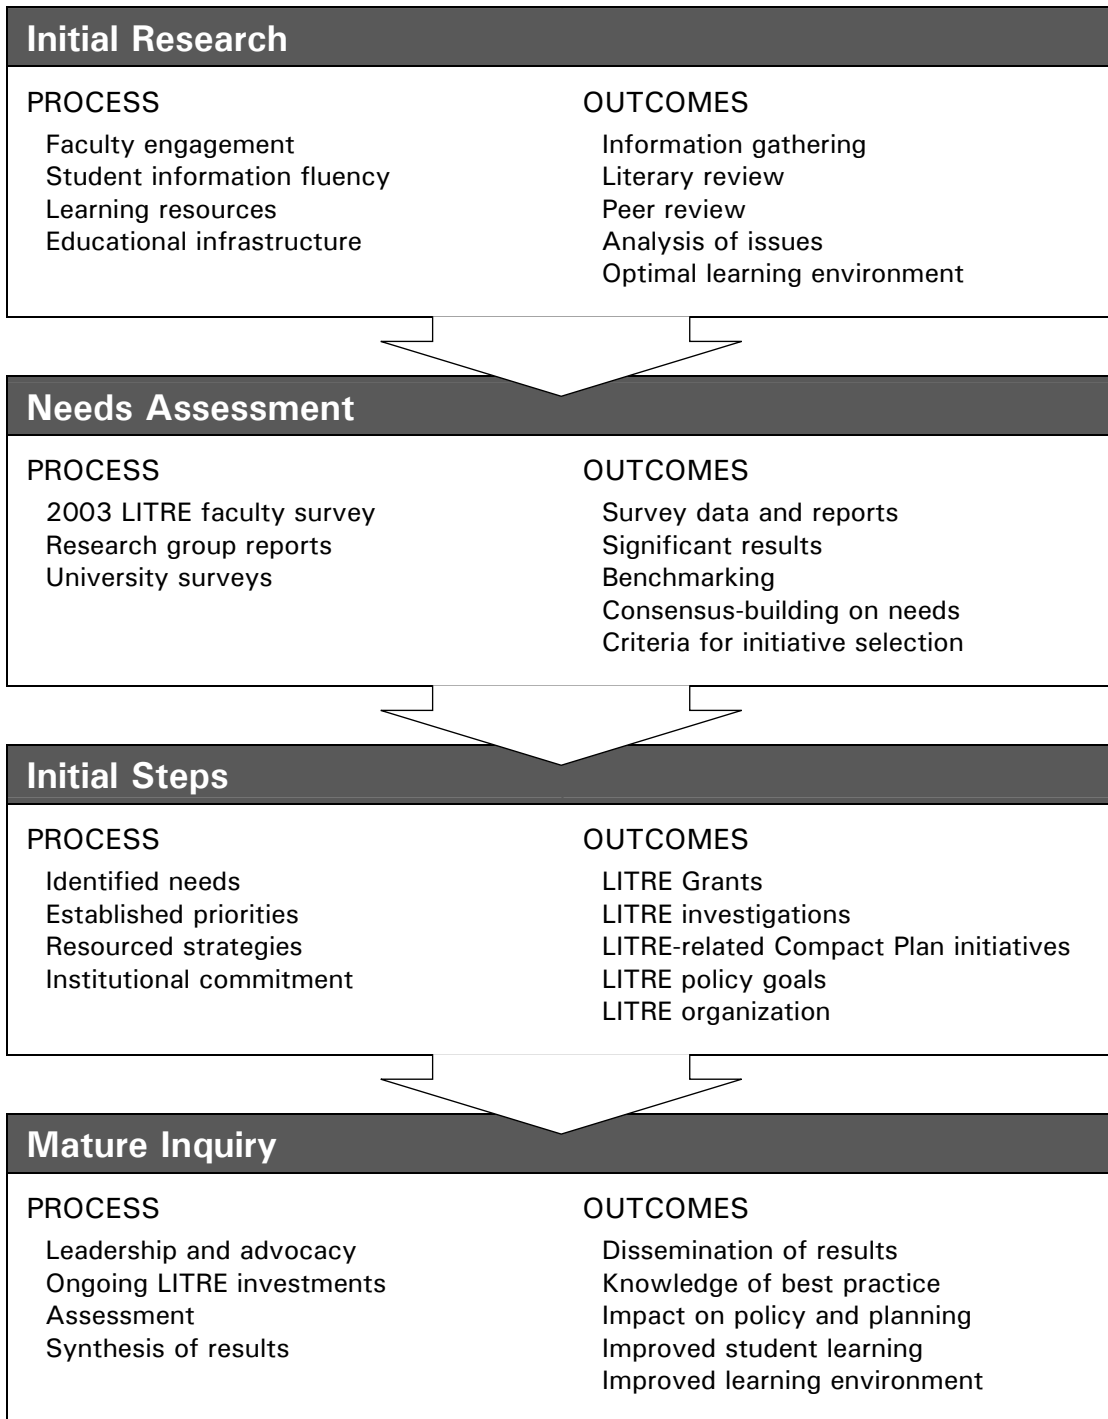 Initial Research
PROCESS
Faculty engagement
Student information fluency
Learning resources
Educational infrastructure
OUTCOMES
Information gathering
Literary review
Peer review
Analysis of issues
Optimal learning environment
Needs Assessment
PROCESS
2003 LITRE faculty survey
Research group reports
University surveys
OUTCOMES
Survey data and reports
Significant results
Benchmarking
Consensus-building on needs
Criteria for initiative selection
Initial Steps
PROCESS
Identified needs
Established priorities
Resourced strategies
Institutional commitment
OUTCOMES
LITRE Grants
LITRE investigations
LITRE-related Compact Plan initiatives
LITRE policy goals
LITRE organization
Mature Inquiry
PROCESS
Leadership and advocacy
Ongoing LITRE investments
Assessment
Synthesis of results
OUTCOMES
Dissemination of results
Knowledge of best practice
Impact on policy and planning
Improved student learning
Improved learning environment